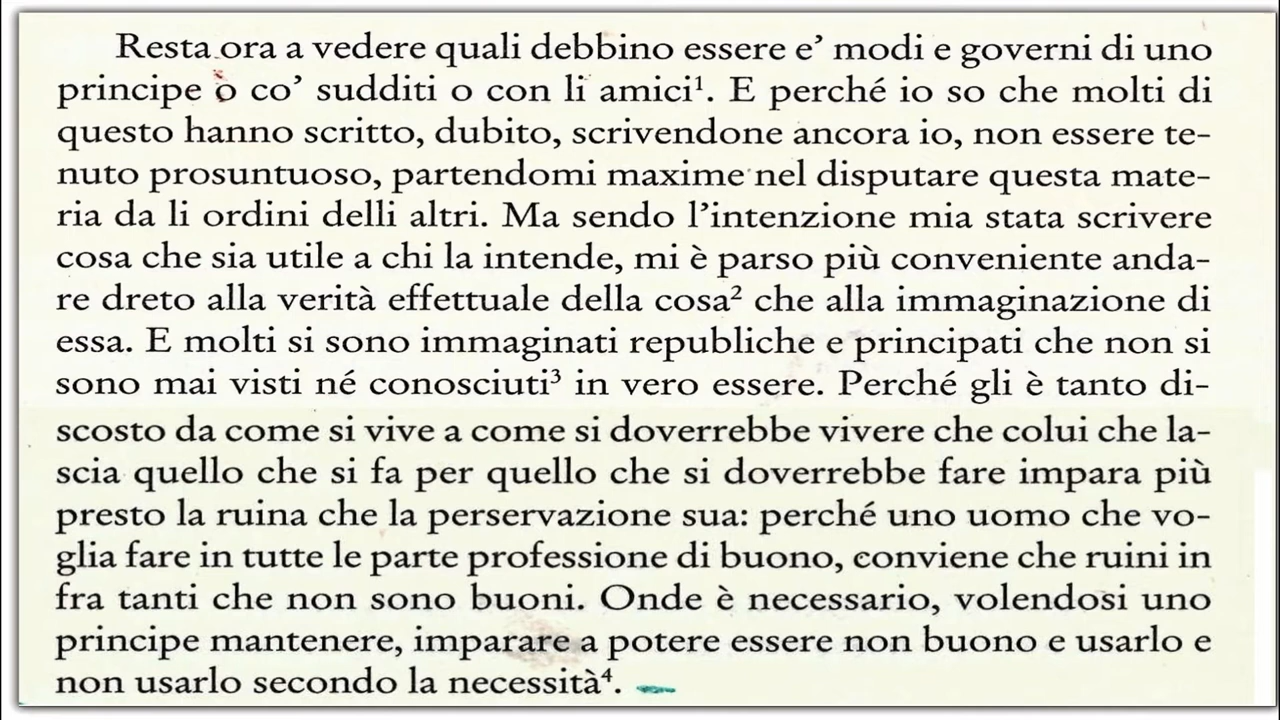 Resta ora a vedere quali debbino essere e’ modi e governi di uno
principe o co’ sudditi o con li amici¹. E perché io so che molti di
questo hanno scritto, dubito, scrivendone ancora io, non essere te-
nuto prosuntuoso, partendomi maxime nel disputare questa mate-
ria da li ordini delli altri. Ma sendo l’intenzione mia stata scrivere
cosa che sia utile a chi la intende, mi è parso più conveniente anda-
re dreto alla verità effettuale della cosa² che alla immaginazione di
essa. E molti si sono immaginati republiche e principati che non si
sono mai visti né conosciuti³ in vero essere. Perché gli è tanto di-
scosto da come si vive a come si doverrebbe vivere che colui che la-
scia quello che si fa per quello che si doverrebbe fare impara più
presto la ruina che la perservazione sua: perché uno uomo che vo-
glia fare in tutte le parte professione di buono, conviene che ruini in
fra tanti che non sono buoni. Onde è necessario, volendosi uno
principe mantenere, imparare a potere essere non buono e usarlo e
non usarlo secondo la necessità⁴.